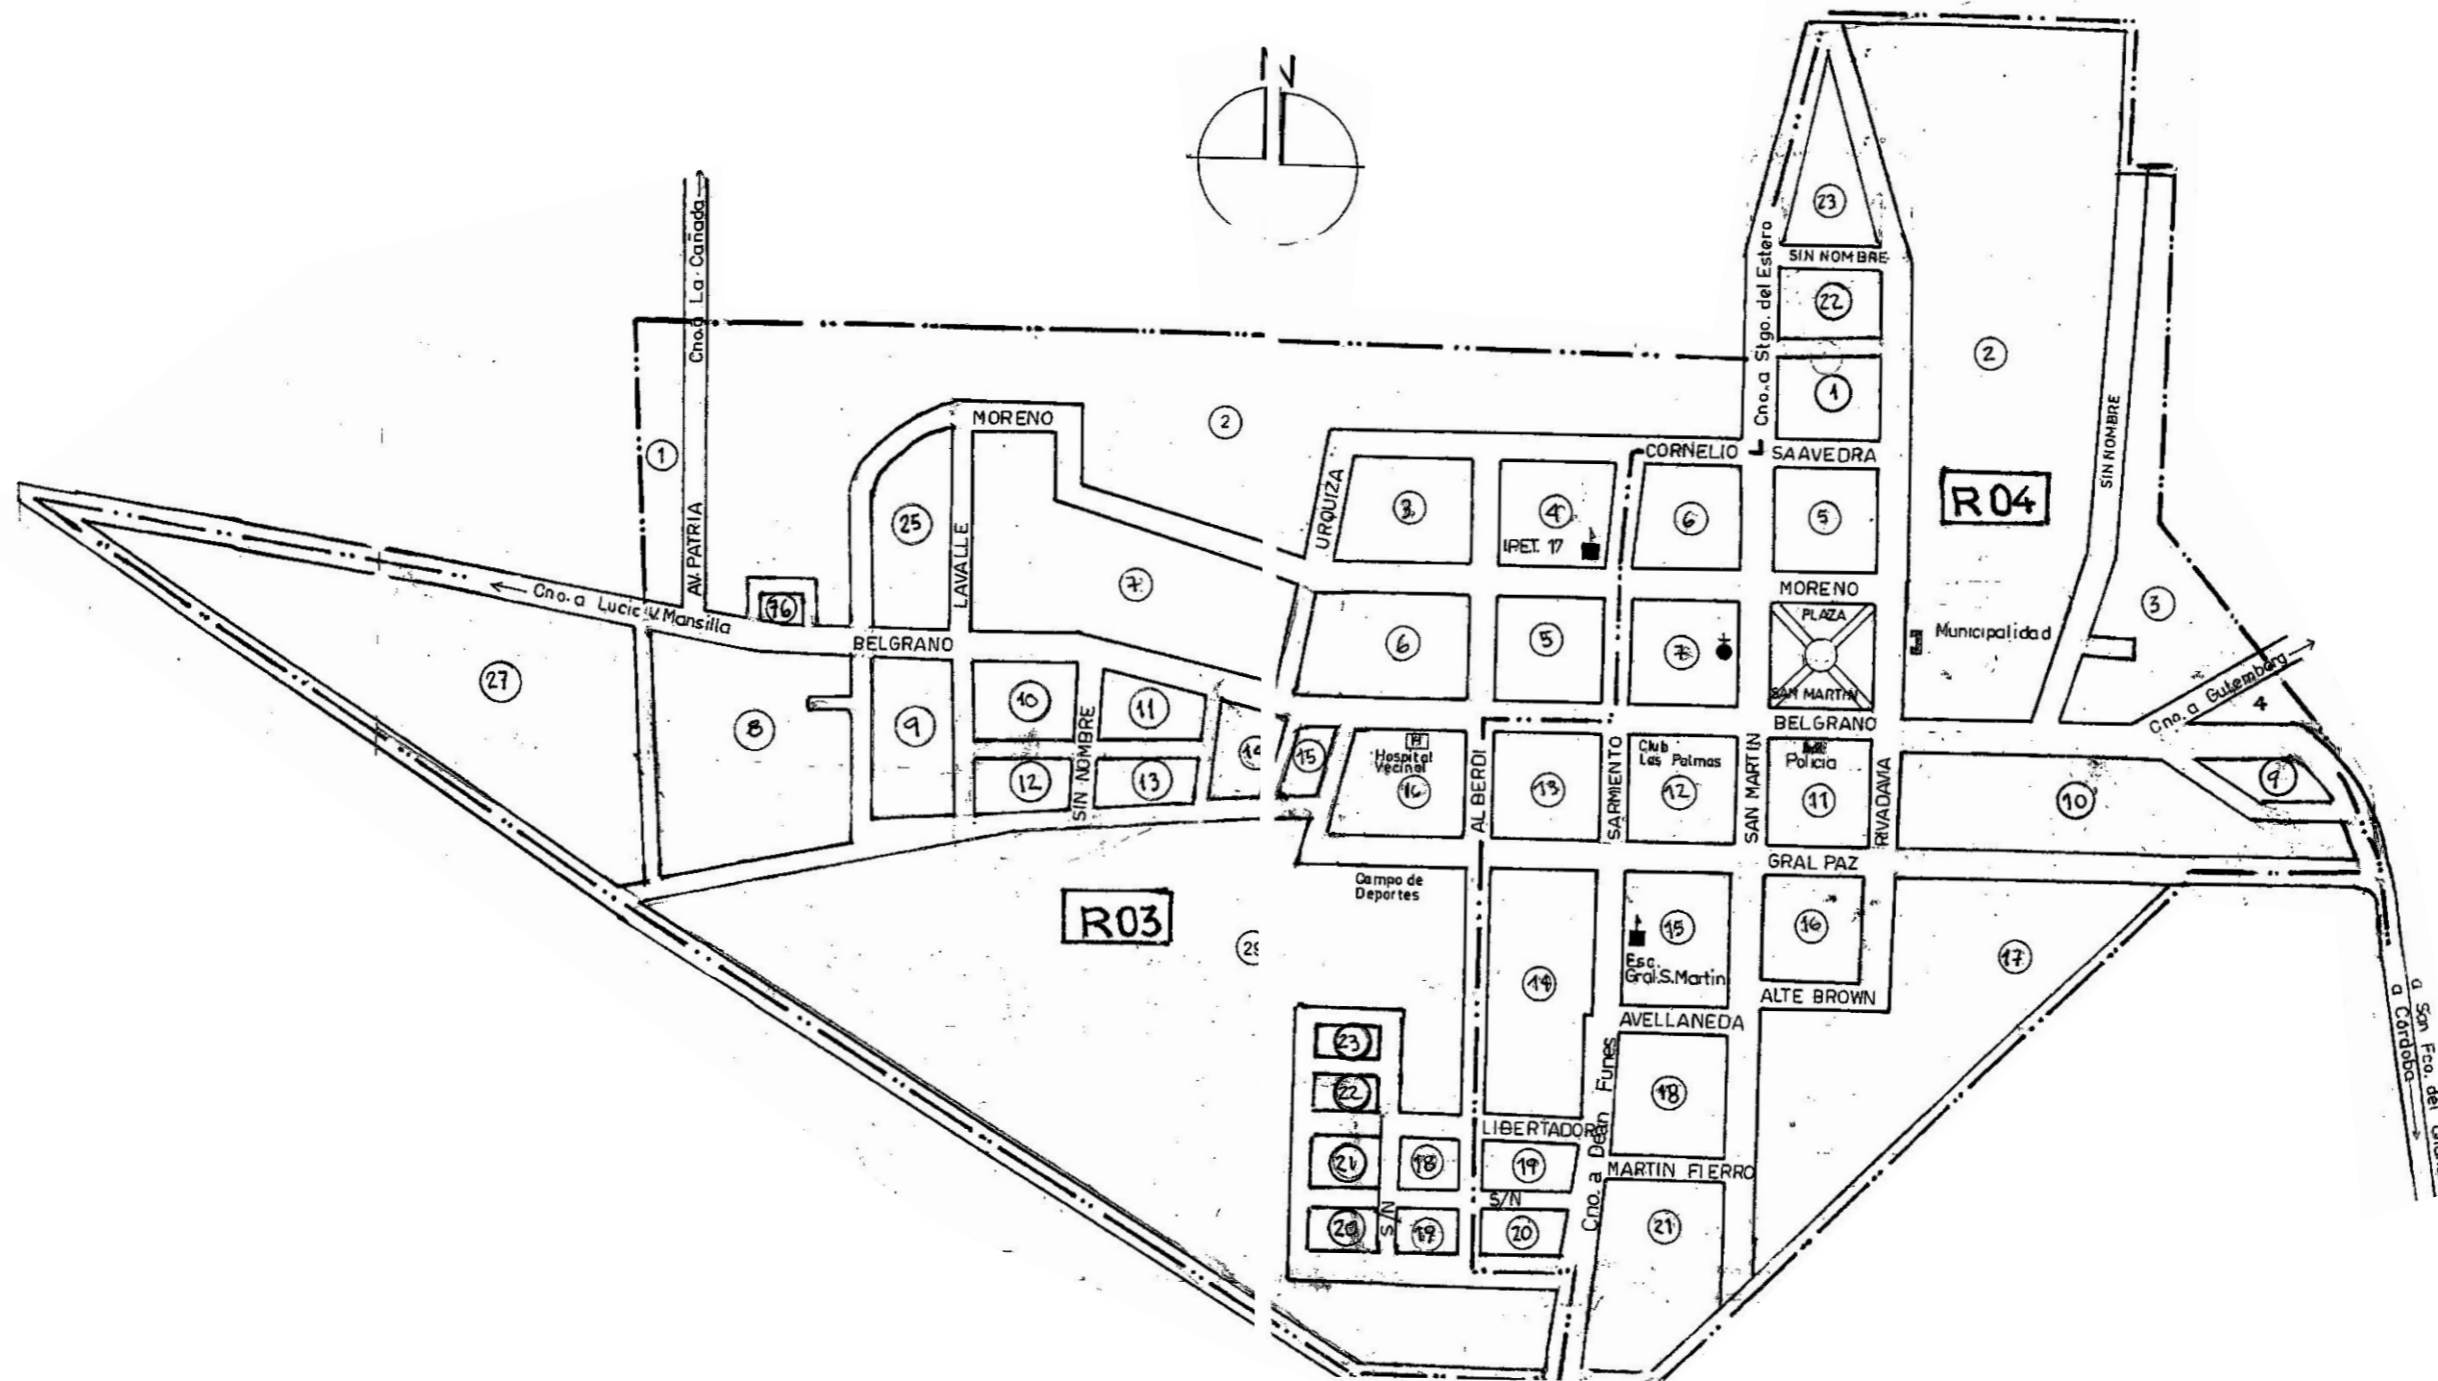 N
23
SIN NOMBRE
22
Cno. a Stgo. del Estero
1
2
Cno. a La Cañada
1
AV. PATRIA
MORENO
2
25
LAVALLE
7
URQUIZA
3
4
IPET. 17
CORNELIO
SAAVEDRA
6
5
R 04
SIN NOMBRE
MORENO
PLAZA
SAN MARTIN
Municipalidad
3
Cno. a Gutemberg
4
Cno. a Lucio V. Mansilla
BELGRANO
27
8
9
10
11
SIN NOMBRE
12
13
14
15
6
5
7
BELGRANO
Hospital
Vecinal
16
ALBERDI
13
SARMIENTO
Club
Las Palmas
12
SAN MARTIN
Policia
11
RIVADAVIA
10
9
GRAL PAZ
R03
Campo de
Deportes
14
15
Esc.
Gral.S.Martin
16
17
ALTE BROWN
AVELLANEDA
23
22
21
20
18
19
S/N
LIBERTADOR
19
S/N
20
Cno. a Deán Funes
18
MARTIN FIERRO
21
a San Fco. del
a Córdoba